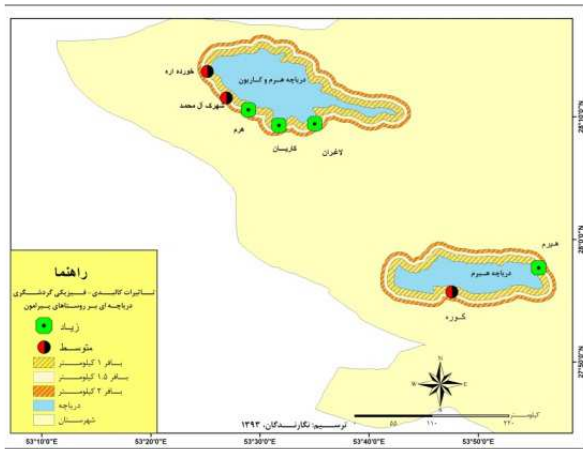 خورده اره
دریاچه هرم و کاریون
شهرک آل محمد
هرم
کاریان
لاغران
28°10'0"N
هیرم
28°0'0"N
دریاچه هیرم
کوره
27°50'0"N
راهنما
تاثیرات کالبدی - فیزیکی گردشگری
دریاچه ای بر روستاهای پیرامون
زیاد
متوسط
بافر ۱ کیلومتر
بافر ۱.۵ کیلومتر
بافر ۲ کیلومتر
دریاچه
شهرستان
N
W
E
S
کیلومتر
۰ ۵۵ ۱۱۰ ۲۲۰
ترسیم: نگارندگان، ۱۳۹۳
53°10'0"E 53°20'0"E 53°30'0"E 53°40'0"E 53°50'0"E